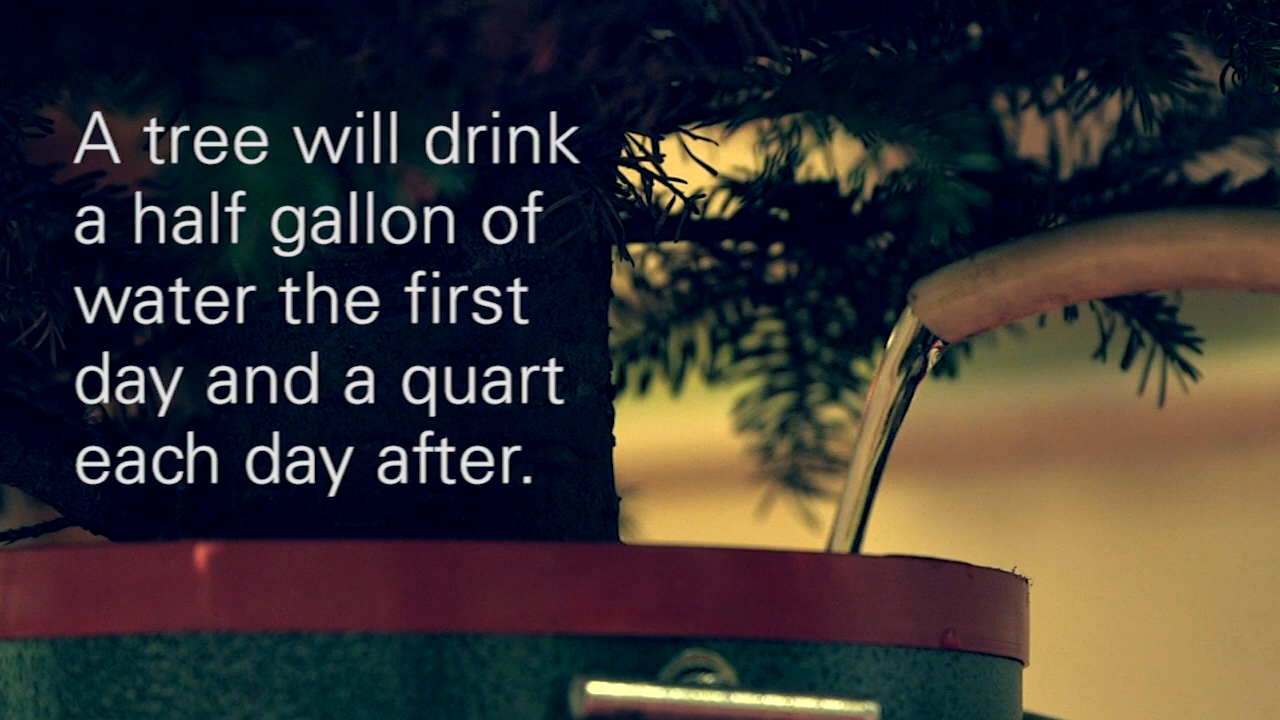 A tree will drink
a half gallon of
water the first
day and a quart
each day after.